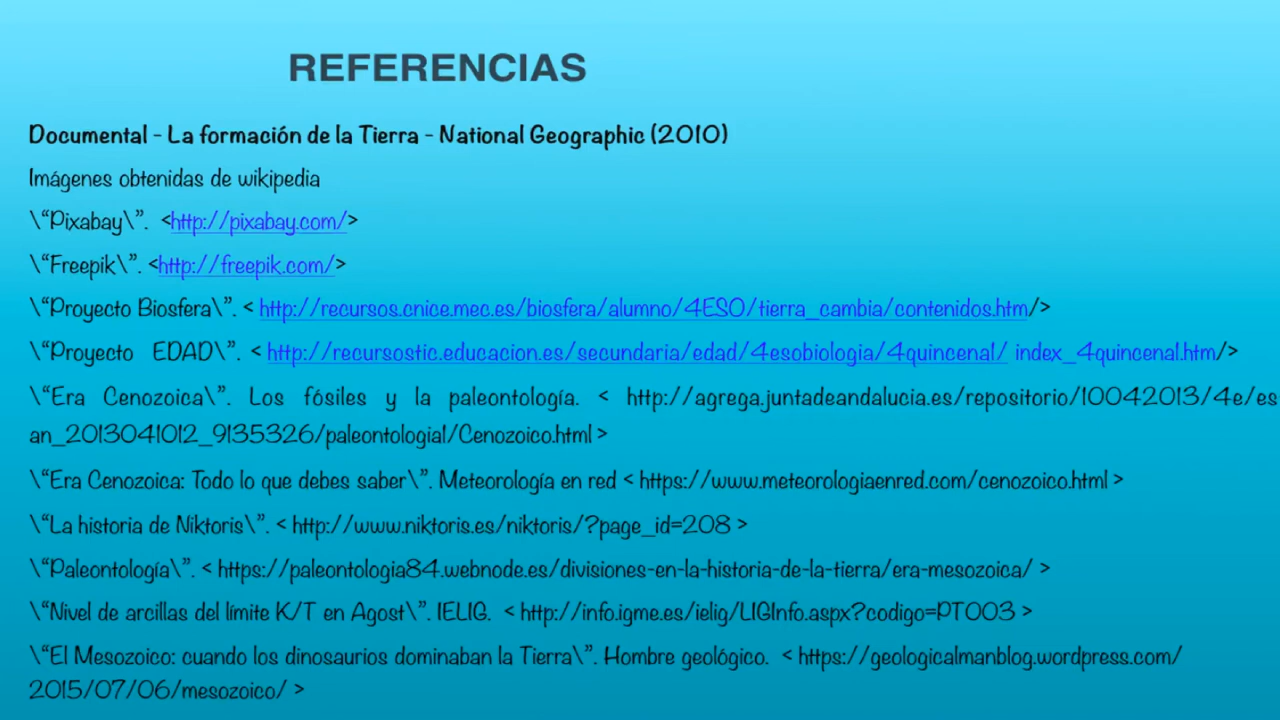 REFERENCIAS
Documental - La formación de la Tierra - National Geographic (2010)
Imágenes obtenidas de wikipedia
\“Pixabay\”. <http://pixabay.com/>
\“Freepik\”. <http://freepik.com/>
\“Proyecto Biosfera\”. < http://recursos.cnice.mec.es/biosfera/alumno/4ESO/tierra_cambia/contenidos.htm/>
\“Proyecto EDAD\”. < http://recursostic.educacion.es/secundaria/edad/4esobiologia/4quincena1/ index_4quincena1.htm/>
\“Era Cenozoica\”. Los fósiles y la paleontología. < http://agrega.juntadeandalucia.es/repositorio/10042013/4e/es
an_2013041012_9135326/paleontologia1/Cenozoico.html >
\“Era Cenozoica: Todo lo que debes saber\”. Meteorología en red < https://www.meteorologiaenred.com/cenozoico.html >
\“La historia de Niktoris\”. < http://www.niktoris.es/niktoris/?page_id=208 >
\“Paleontología\”. < https://paleontologia84.webnode.es/divisiones-en-la-historia-de-la-tierra/era-mesozoica/ >
\“Nivel de arcillas del límite K/T en Agost\”. IELIG. < http://info.igme.es/ielig/LIGInfo.aspx?codigo=PT003 >
\“El Mesozoico: cuando los dinosaurios dominaban la Tierra\”. Hombre geológico. < https://geologicalmanblog.wordpress.com/
2015/07/06/mesozoico/ >